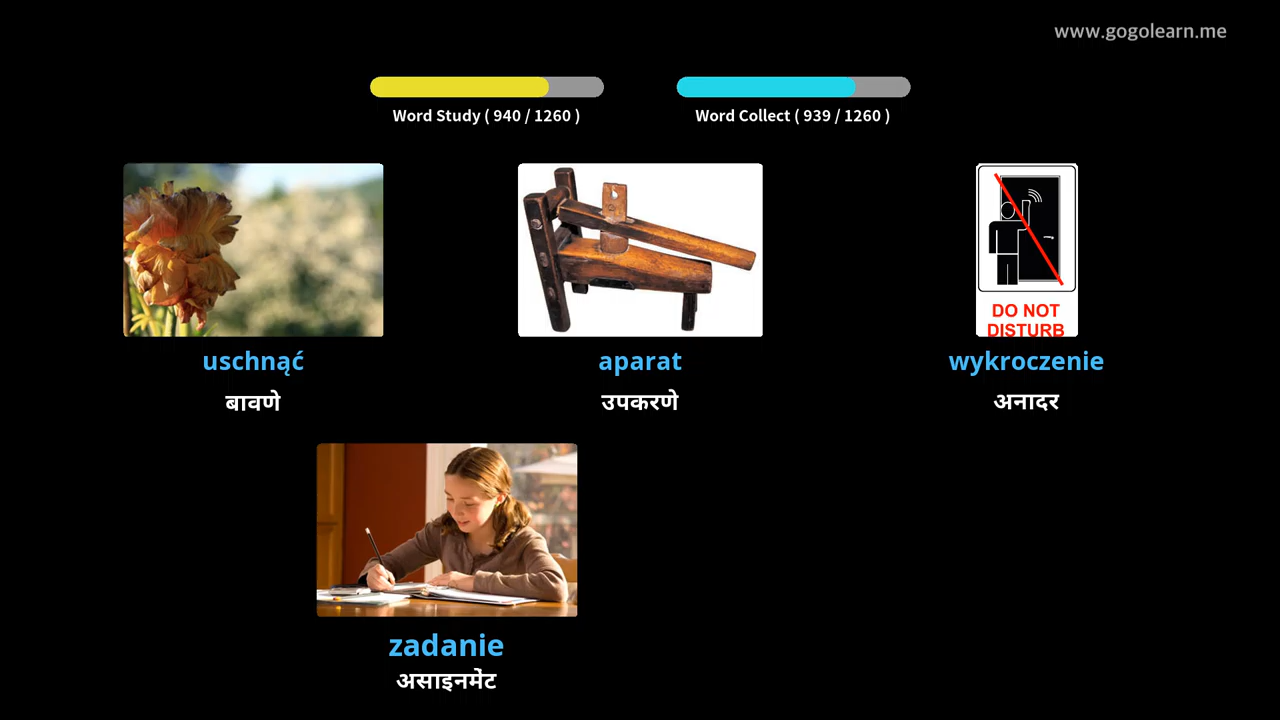 www.gogolearn.me
Word Study ( 940 / 1260 )
Word Collect ( 939 / 1260 )
DO NOT
DISTURB
uschnąć
aparat
wykroczenie
बावणे
उपकरणे
अनादर
zadanie
असाइनमेंट